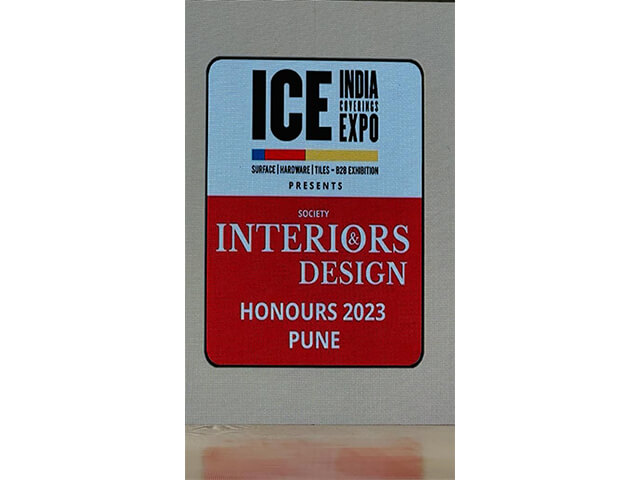 ICE INDIA
COVERINGS
EXPO
SURFACE | HARDWARE | TILES - B2B EXHIBITION
PRESENTS
SOCIETY
INTERIORS
& DESIGN
HONOURS 2023
PUNE